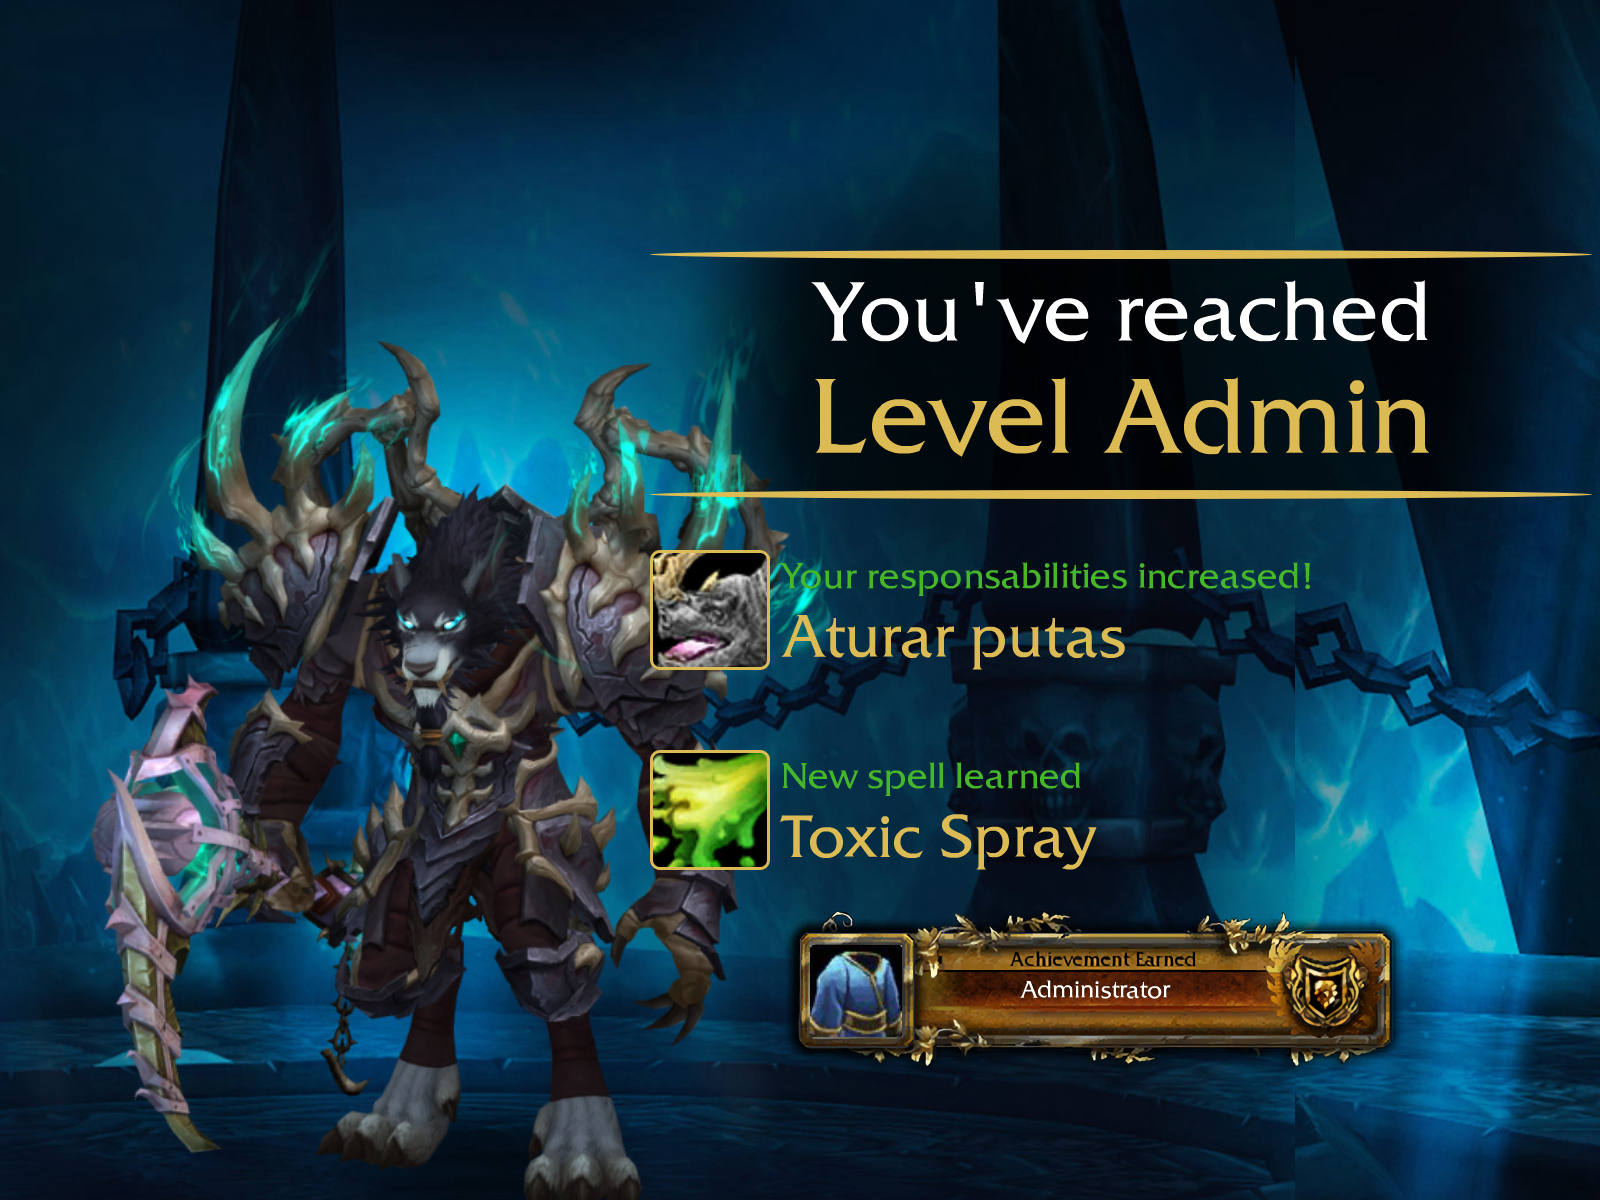 You've reached
Level Admin
Your responsabilities increased!
Aturar putas
New spell learned
Toxic Spray
Achievement Earned
Administrator